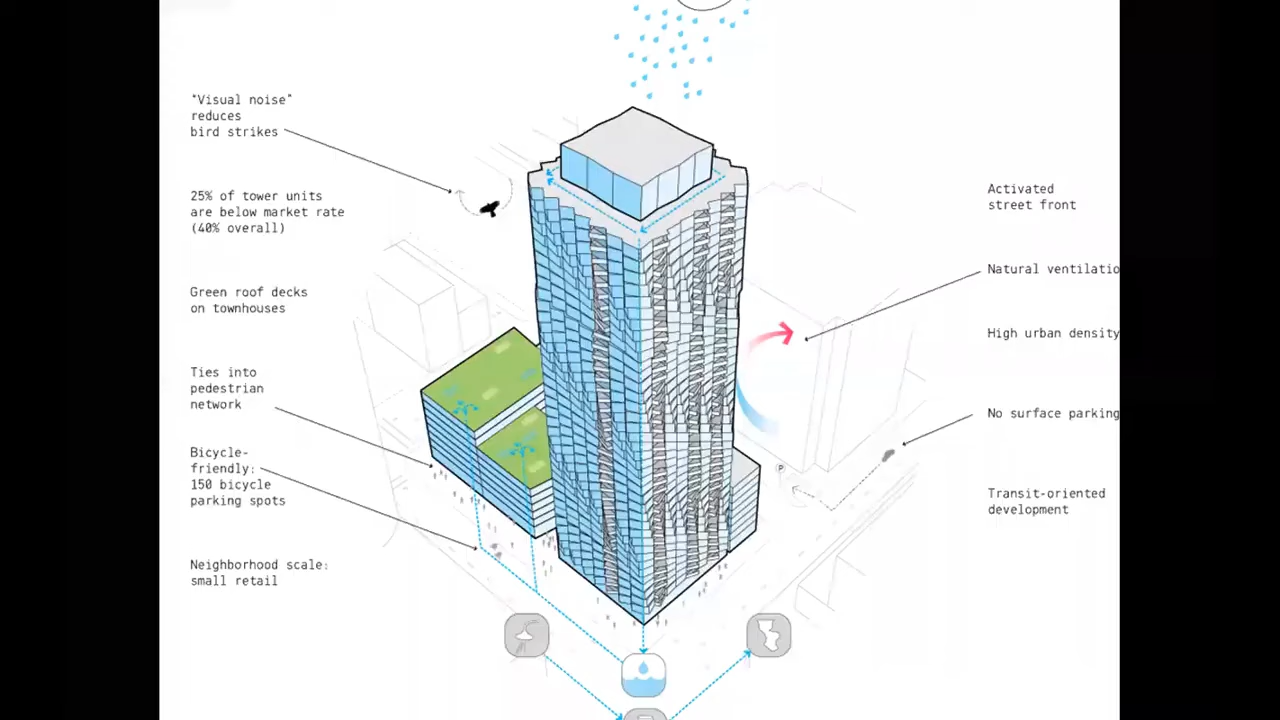 "Visual noise"
reduces
bird strikes
25% of tower units
are below market rate
(40% overall)
Green roof decks
on townhouses
Ties into
pedestrian
network
Bicycle-
friendly:
150 bicycle
parking spots
Neighborhood scale:
small retail
Activated
street front
Natural ventilatio
High urban density
No surface parking
P
Transit-oriented
development